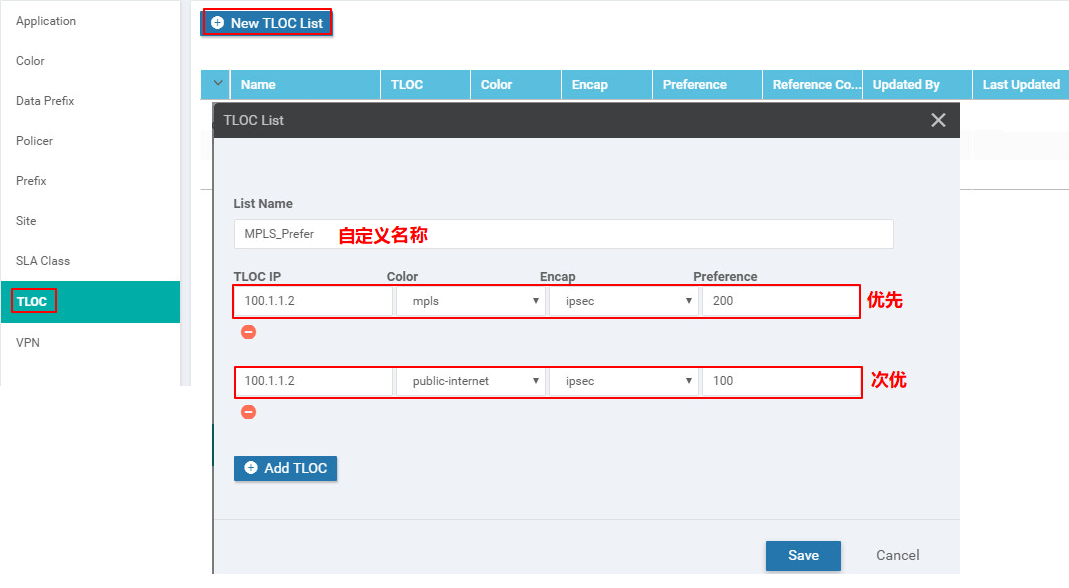 Application
Color
Data Prefix
Policer
Prefix
Site
SLA Class
TLOC
VPN
New TLOC List
Name TLOC Color Encap Preference Reference Co... Updated By Last Updated
TLOC List
List Name
MPLS_Prefer 自定义名称
TLOC IP Color Encap Preference
100.1.1.2 mpls ipsec 200 优先
100.1.1.2 public-internet ipsec 100 次优
Add TLOC
Save Cancel